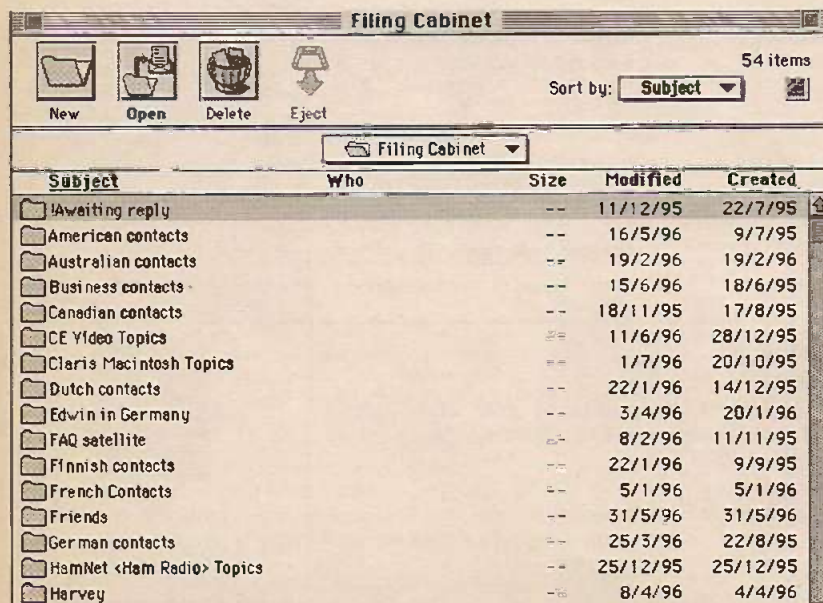 Filing Cabinet
New Open Delete Eject
54 items
Sort by: Subject
Filing Cabinet
Subject Who Size Modified Created
!Awaiting reply -- 11/12/95 22/7/95
American contacts -- 16/5/96 9/7/95
Australian contacts -- 19/2/96 19/2/96
Business contacts -- 15/6/96 18/6/95
Canadian contacts -- 18/11/95 17/8/95
CE Video Topics -- 11/6/96 28/12/95
Claris Macintosh Topics -- 1/7/96 20/10/95
Dutch contacts -- 22/1/96 14/12/95
Edwin in Germany -- 3/4/96 20/1/96
FAQ satellite -- 8/2/96 11/11/95
Finnish contacts -- 22/1/96 9/9/95
French Contacts -- 5/1/96 5/1/96
Friends -- 31/5/96 31/5/96
German contacts -- 25/3/96 22/8/95
HamNet <Ham Radio> Topics -- 25/12/95 25/12/95
Harvey -- 8/4/96 4/4/96